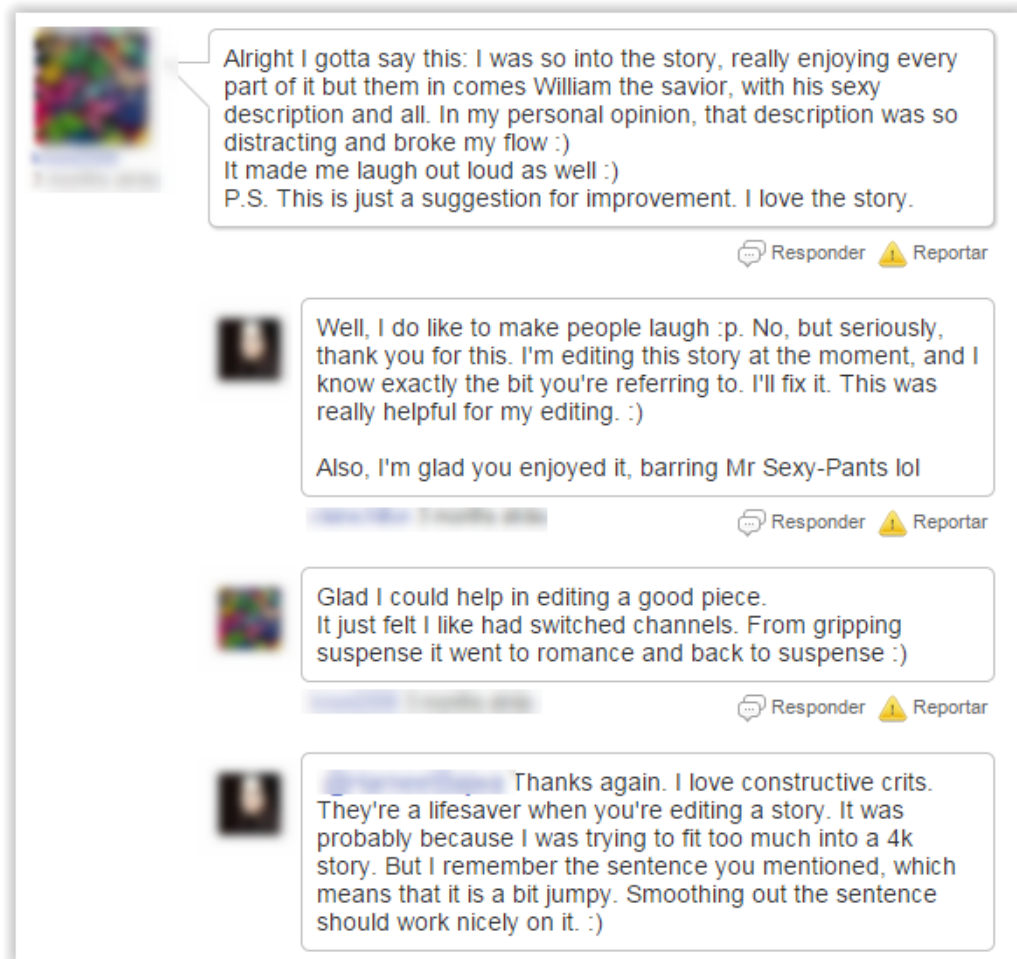 Alright I gotta say this: I was so into the story, really enjoying every
part of it but them in comes William the savior, with his sexy
description and all. In my personal opinion, that description was so
distracting and broke my flow :)
It made me laugh out loud as well :)
P.S. This is just a suggestion for improvement. I love the story.
Responder Reportar
Well, I do like to make people laugh :p. No, but seriously,
thank you for this. I'm editing this story at the moment, and I
know exactly the bit you're referring to. I'll fix it. This was
really helpful for my editing. :)
Also, I'm glad you enjoyed it, barring Mr Sexy-Pants lol
Responder Reportar
Glad I could help in editing a good piece.
It just felt I like had switched channels. From gripping
suspense it went to romance and back to suspense :)
Responder Reportar
Thanks again. I love constructive crits.
They're a lifesaver when you're editing a story. It was
probably because I was trying to fit too much into a 4k
story. But I remember the sentence you mentioned, which
means that it is a bit jumpy. Smoothing out the sentence
should work nicely on it. :)